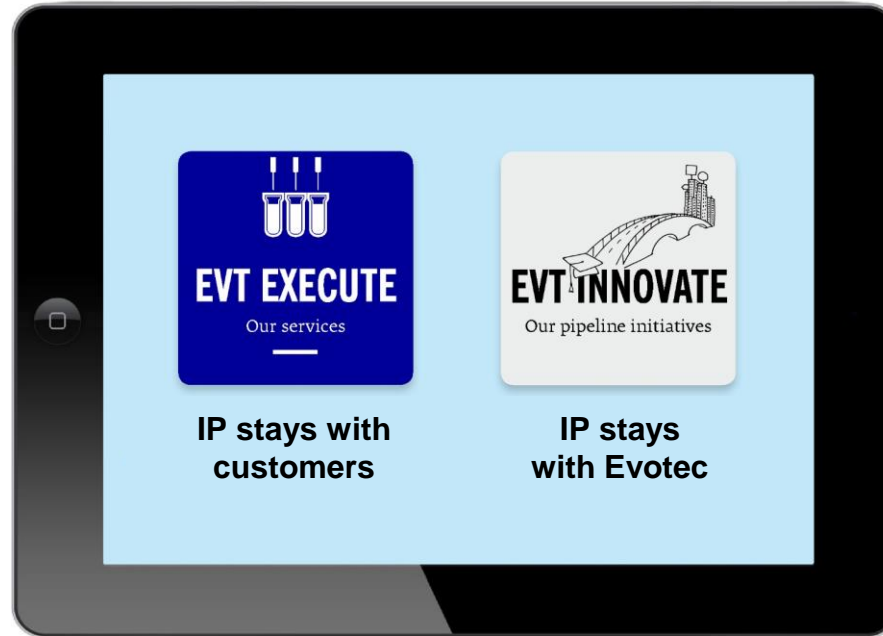 EVT EXECUTE
Our services
IP stays with
customers
EVT INNOVATE
Our pipeline initiatives
IP stays
with Evotec